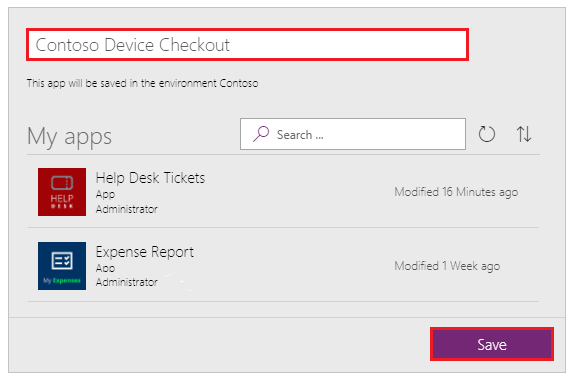 Contoso Device Checkout
This app will be saved in the environment Contoso
My apps
Search ...
HELP
DESK
Help Desk Tickets
App
Administrator
Modified 16 Minutes ago
My Expenses
Expense Report
App
Administrator
Modified 1 Week ago
Save